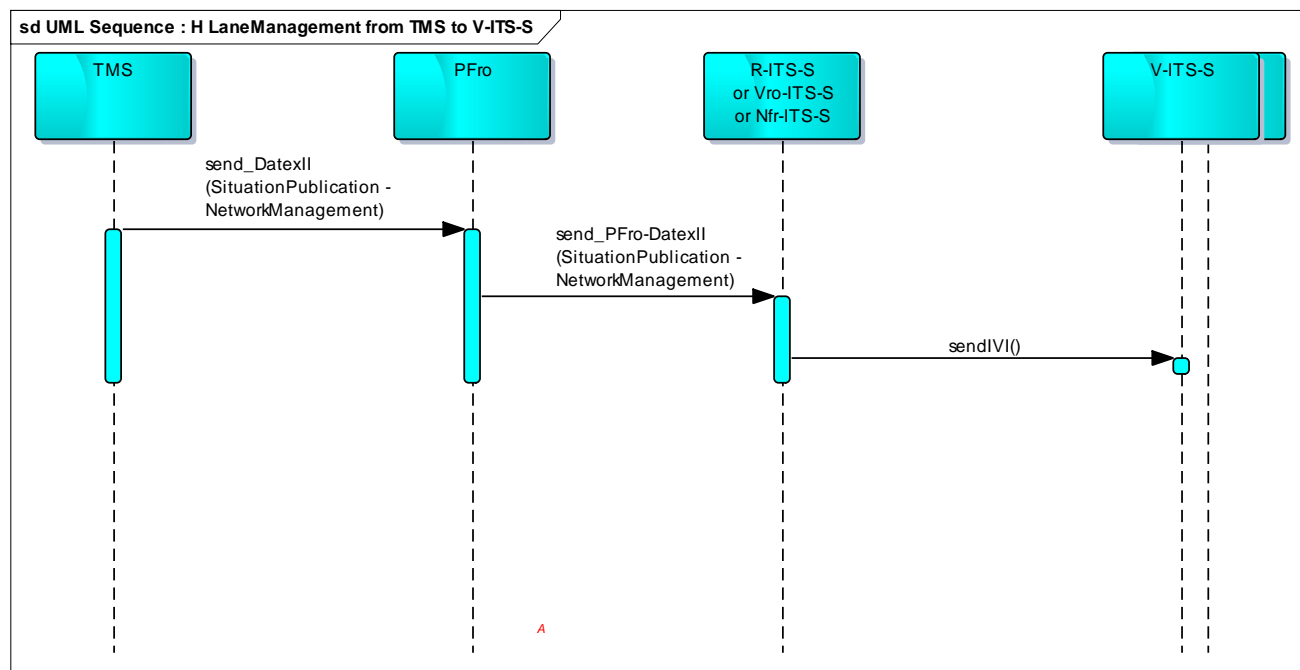 sd UML Sequence : H LaneManagement from TMS to V-ITS-S
TMS
PFro
R-ITS-S
or Vro-ITS-S
or Nfr-ITS-S
V-ITS-S
send_DatexII
(SituationPublication -
NetworkManagement)
send_PFro-DatexII
(SituationPublication -
NetworkManagement)
sendIVI()
A